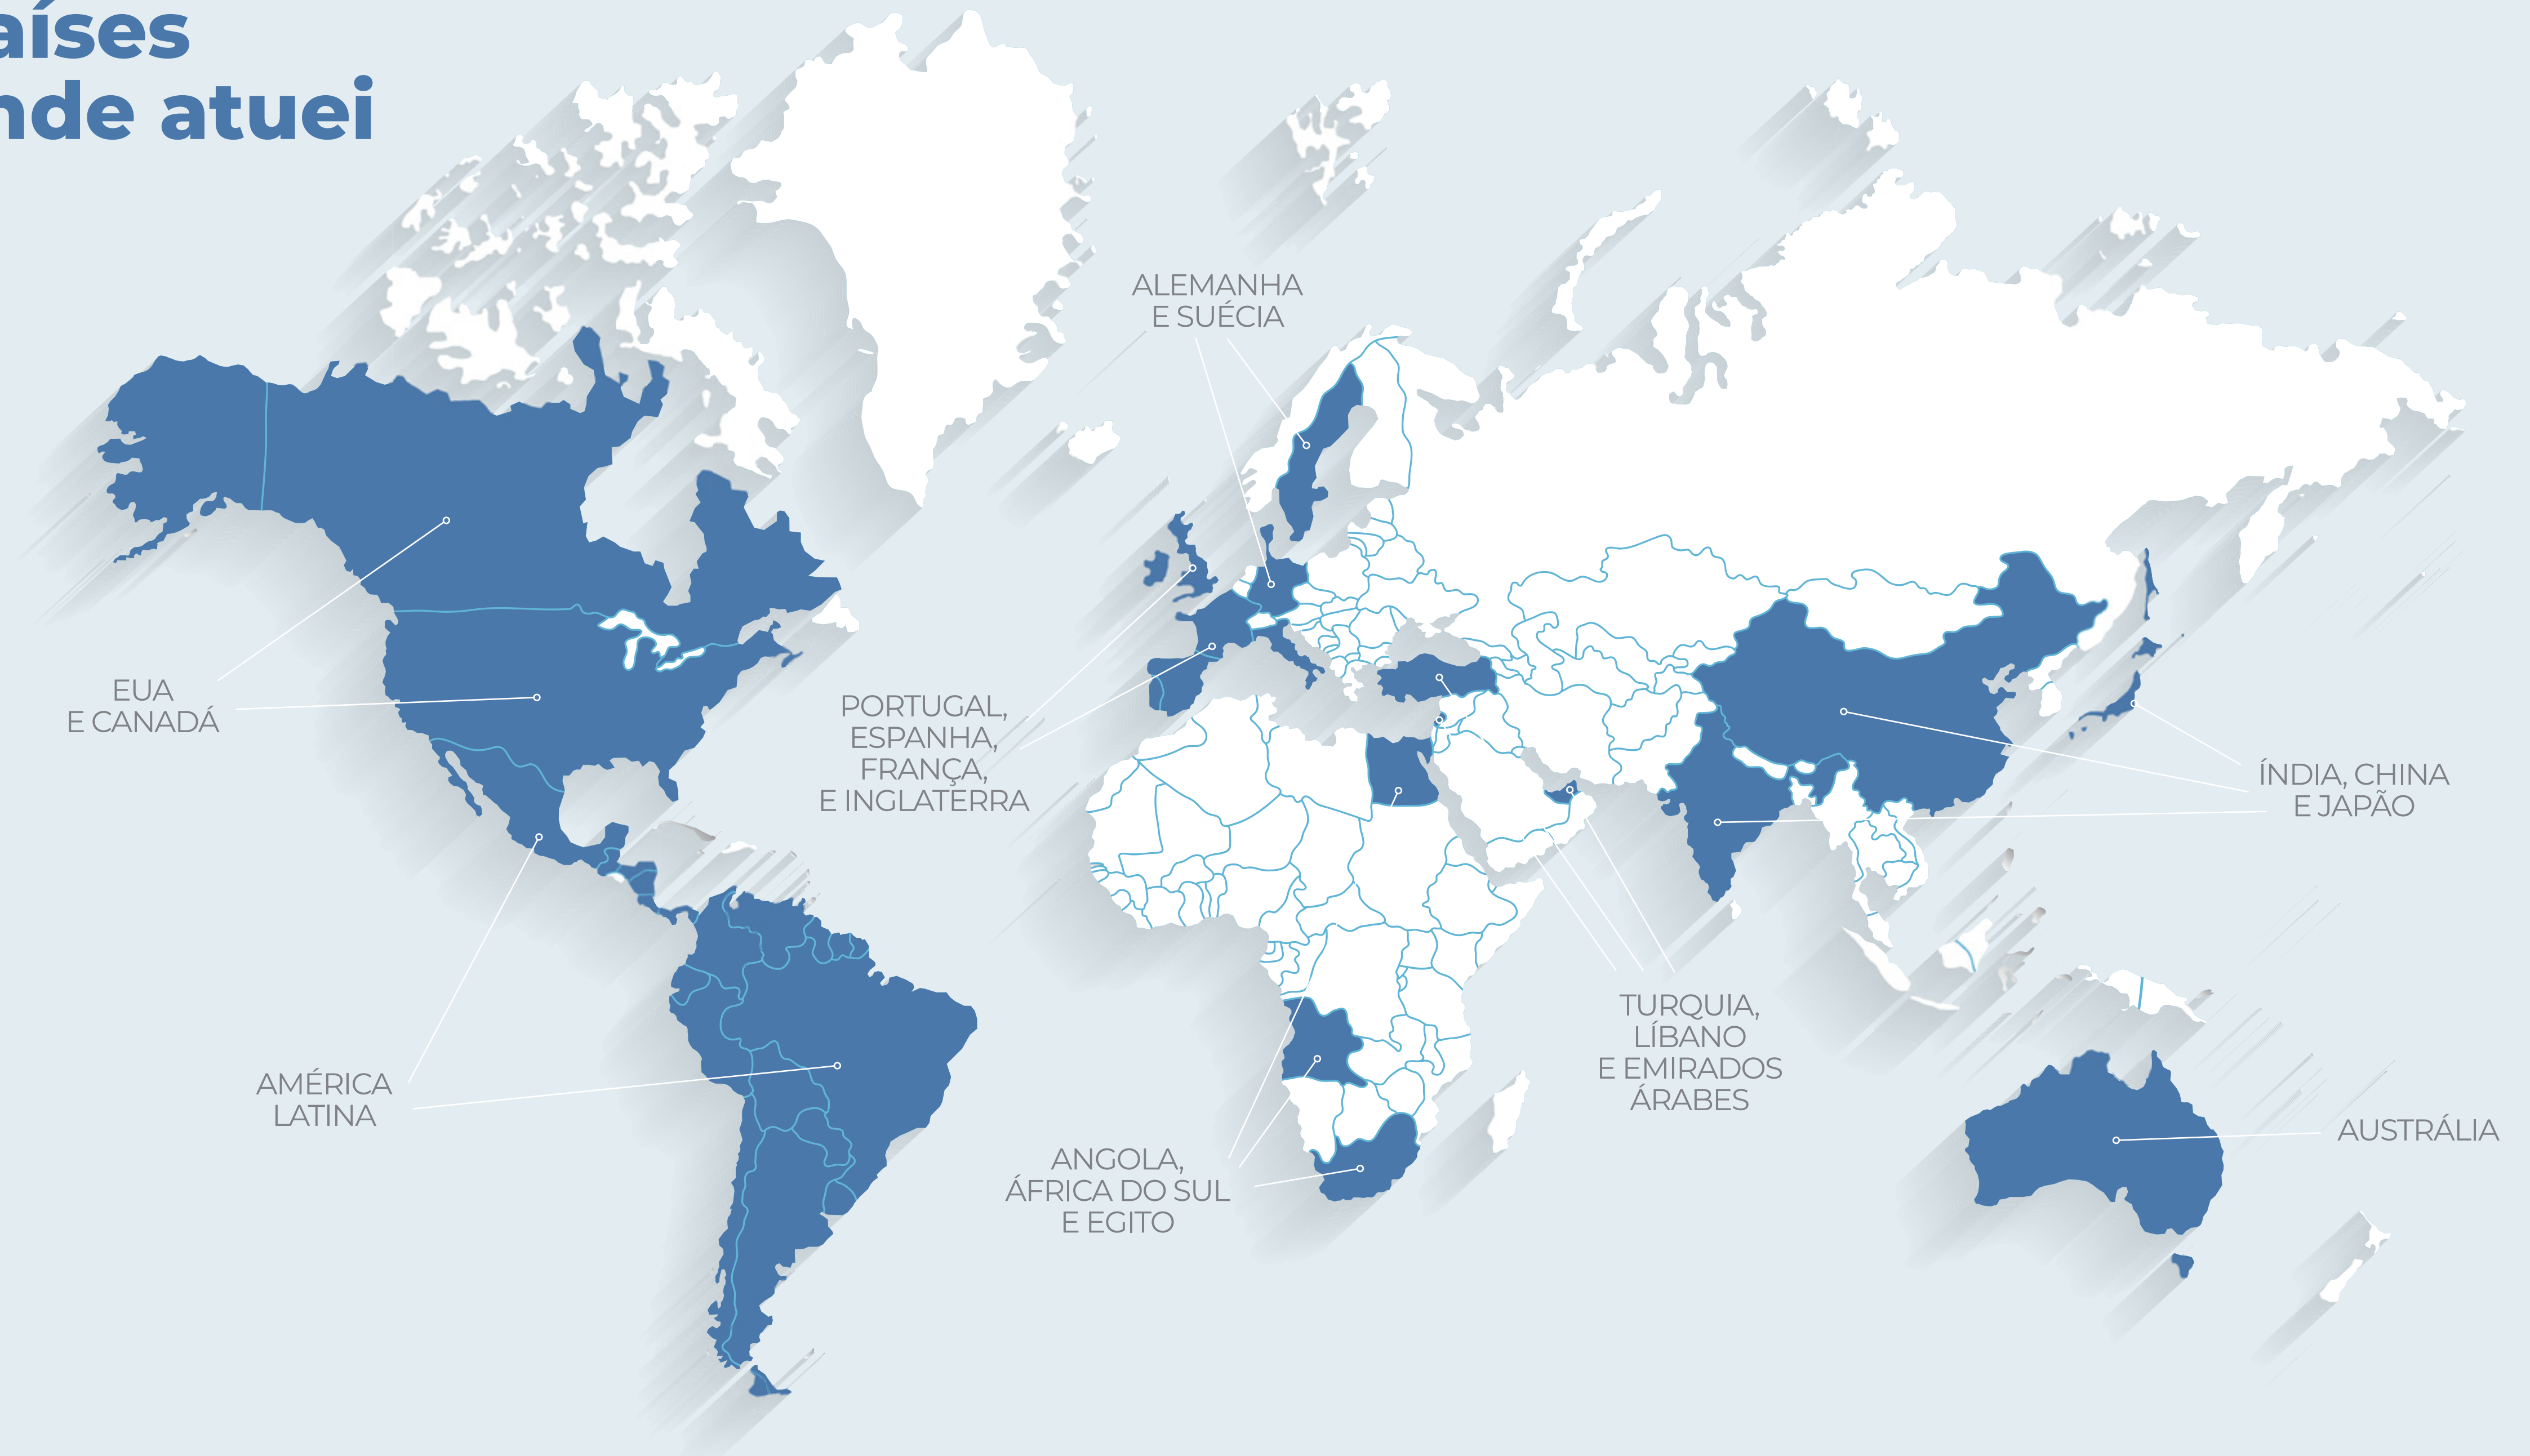 aíses
nde atuei
ALEMANHA
E SUÉCIA
EUA
E CANADÁ
PORTUGAL,
ESPANHA,
FRANÇA,
E INGLATERRA
ÍNDIA, CHINA
E JAPÃO
TURQUIA,
LÍBANO
E EMIRADOS
ÁRABES
AMÉRICA
LATINA
ANGOLA,
ÁFRICA DO SUL
E EGITO
AUSTRÁLIA